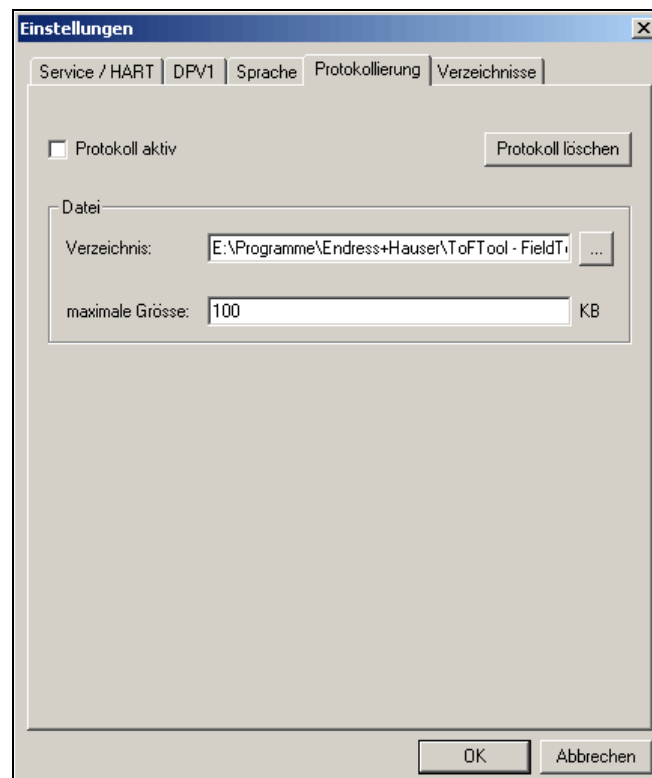 Einstellungen
Service / HART DPV1 Sprache Protokollierung Verzeichnisse
Protokoll aktiv Protokoll löschen
Datei
Verzeichnis: E:\Programme\Endress+Hauser\ToFTool - FieldT ...
maximale Grösse: 100 KB
OK Abbrechen